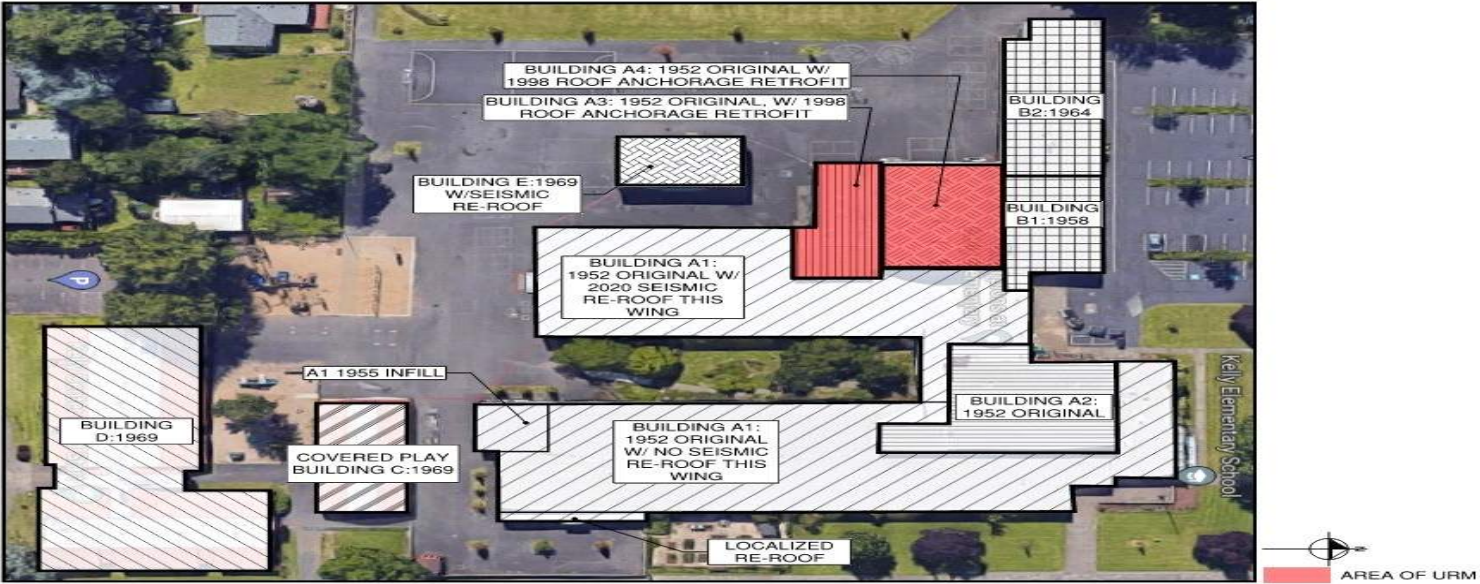 BUILDING A4: 1952 ORIGINAL W/
1998 ROOF ANCHORAGE RETROFIT
BUILDING A3: 1952 ORIGINAL, W/ 1998
ROOF ANCHORAGE RETROFIT
BUILDING
B2:1964
BUILDING E:1969
W/SEISMIC
RE-ROOF
BUILDING
B1:1958
BUILDING A1:
1952 ORIGINAL W/
2020 SEISMIC
RE-ROOF THIS
WING
P
A1 1955 INFILL
BUILDING
D:1969
COVERED PLAY
BUILDING C:1969
BUILDING A1:
1952 ORIGINAL
W/ NO SEISMIC
RE-ROOF THIS
WING
BUILDING A2:
1952 ORIGINAL
Kelly Elementary School
LOCALIZED
RE-ROOF
AREA OF URM